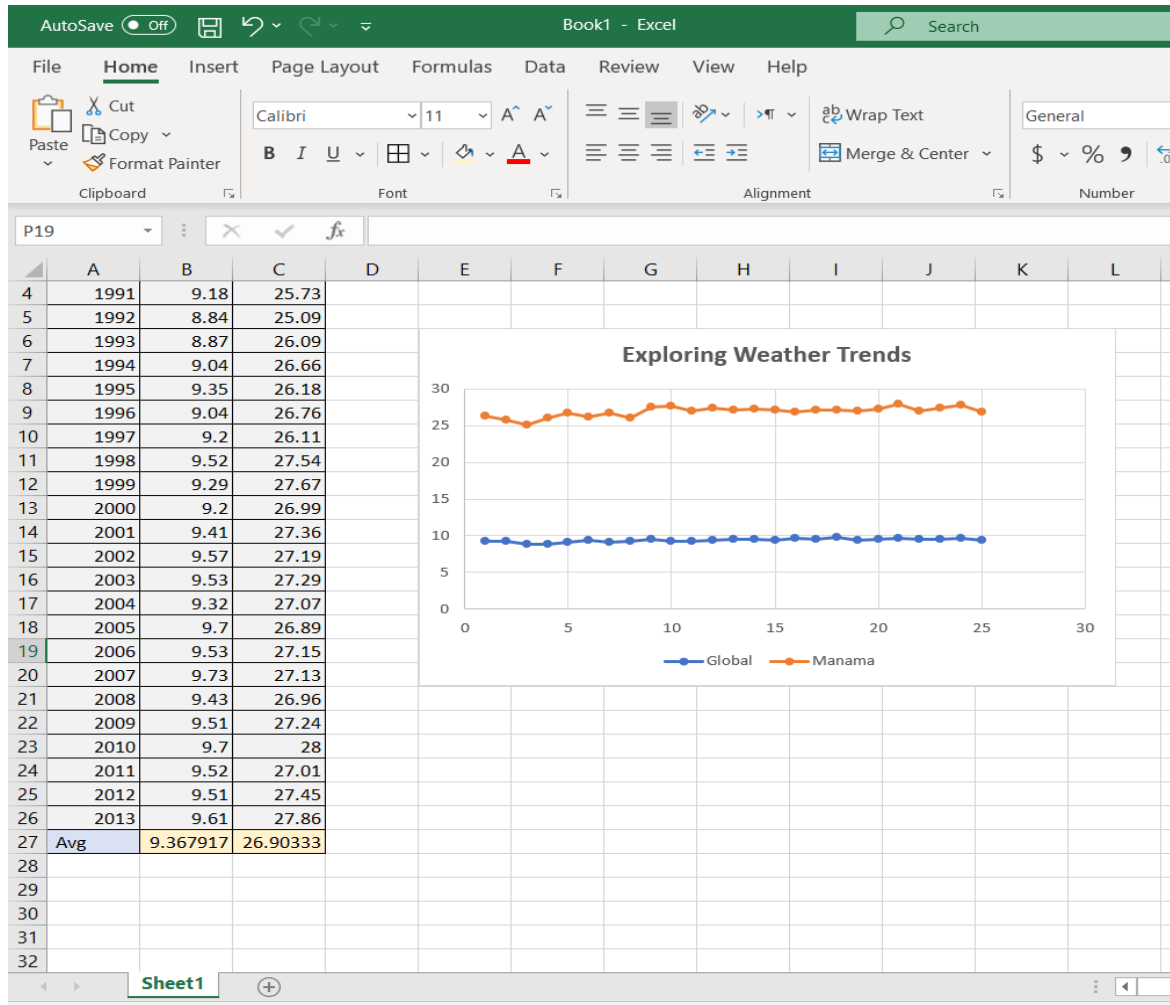 AutoSave Off Book1 - Excel Search
File Home Insert Page Layout Formulas Data Review View Help
Cut
Copy
Format Painter
Paste
Clipboard
Calibri 11
B I U A
Font
ab Wrap Text
Merge & Center
Alignment
General
$ % 9
Number
P19 fx
A B C D E F G H I J K L
4 1991 9.18 25.73
5 1992 8.84 25.09
6 1993 8.87 26.09
7 1994 9.04 26.66
8 1995 9.35 26.18
9 1996 9.04 26.76
10 1997 9.2 26.11
11 1998 9.52 27.54
12 1999 9.29 27.67
13 2000 9.2 26.99
14 2001 9.41 27.36
15 2002 9.57 27.19
16 2003 9.53 27.29
17 2004 9.32 27.07
18 2005 9.7 26.89
19 2006 9.53 27.15
20 2007 9.73 27.13
21 2008 9.43 26.96
22 2009 9.51 27.24
23 2010 9.7 28
24 2011 9.52 27.01
25 2012 9.51 27.45
26 2013 9.61 27.86
27 Avg 9.367917 26.90333
28
29
30
31
32
Exploring Weather Trends
30
25
20
15
10
5
0
0 5 10 15 20 25 30
Global Manama
Sheet1